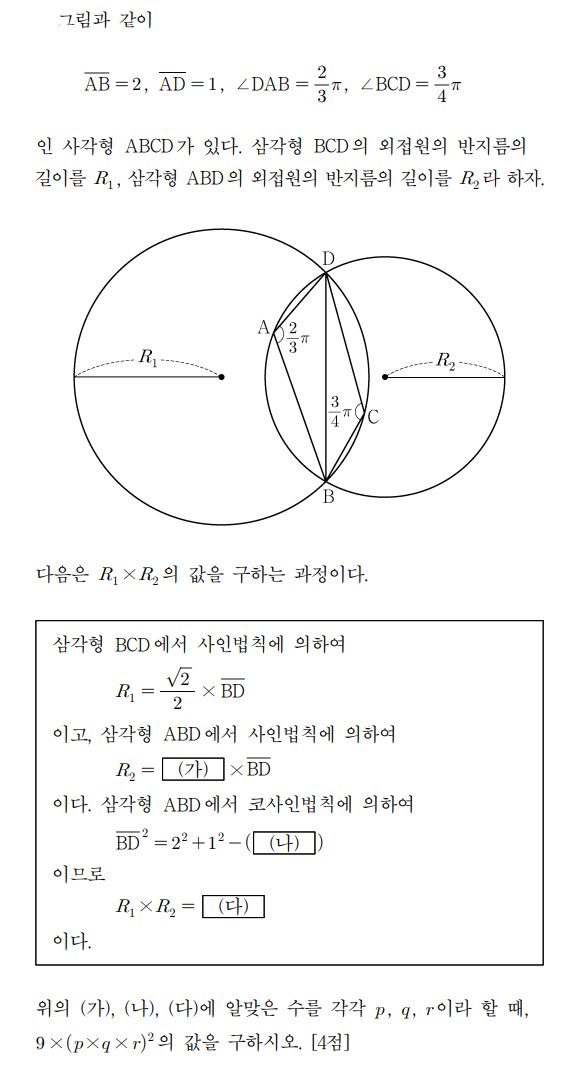 그림과 같이
$\overline{AB}=2$, $\overline{AD}=1$, $\angle DAB=\frac{2}{3}\pi$, $\angle BCD=\frac{3}{4}\pi$
인 사각형 ABCD가 있다. 삼각형 BCD의 외접원의 반지름의
길이를 $R_1$, 삼각형 ABD의 외접원의 반지름의 길이를 $R_2$라 하자.
D
A
$\frac{2}{3}\pi$
$R_1$
$R_2$
$\frac{3}{4}\pi$
C
B
다음은 $R_1 \times R_2$의 값을 구하는 과정이다.
삼각형 BCD에서 사인법칙에 의하여
$R_1=\frac{\sqrt{2}}{2}\times\overline{BD}$
이고, 삼각형 ABD에서 사인법칙에 의하여
$R_2=$ (가) $\times\overline{BD}$
이다. 삼각형 ABD에서 코사인법칙에 의하여
$\overline{BD}^2=2^2+1^2-($ (나) $)$
이므로
$R_1\times R_2=$ (다)
이다.
위의 (가), (나), (다)에 알맞은 수를 각각 $p$, $q$, $r$이라 할 때,
$9\times(p\times q\times r)^2$의 값을 구하시오. [4점]